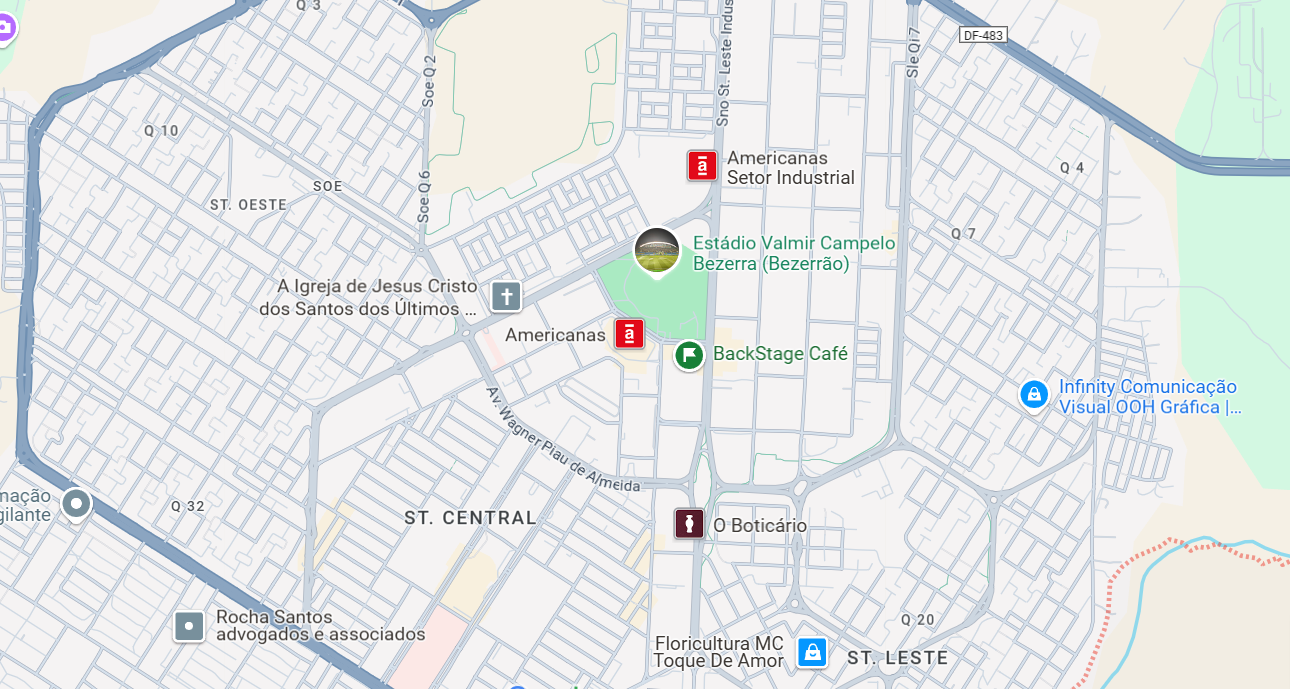 Q 3
DF-483
Soe Q 2
Sno St. Leste Indus
Sle Qi 7
Q 10
Americanas
Setor Industrial
Q 4
SOE
ST. OESTE
Soe Q 6
Q 7
Estádio Valmir Campelo
Bezerra (Bezerrão)
A Igreja de Jesus Cristo
dos Santos dos Últimos ...
Americanas
BackStage Café
Infinity Comunicação
Visual OOH Gráfica |...
Av. Wagner Piau de Almeida
mação
gilante
Q 32
ST. CENTRAL
O Boticário
Rocha Santos
advogados e associados
Q 20
Floricultura MC
Toque De Amor
ST. LESTE